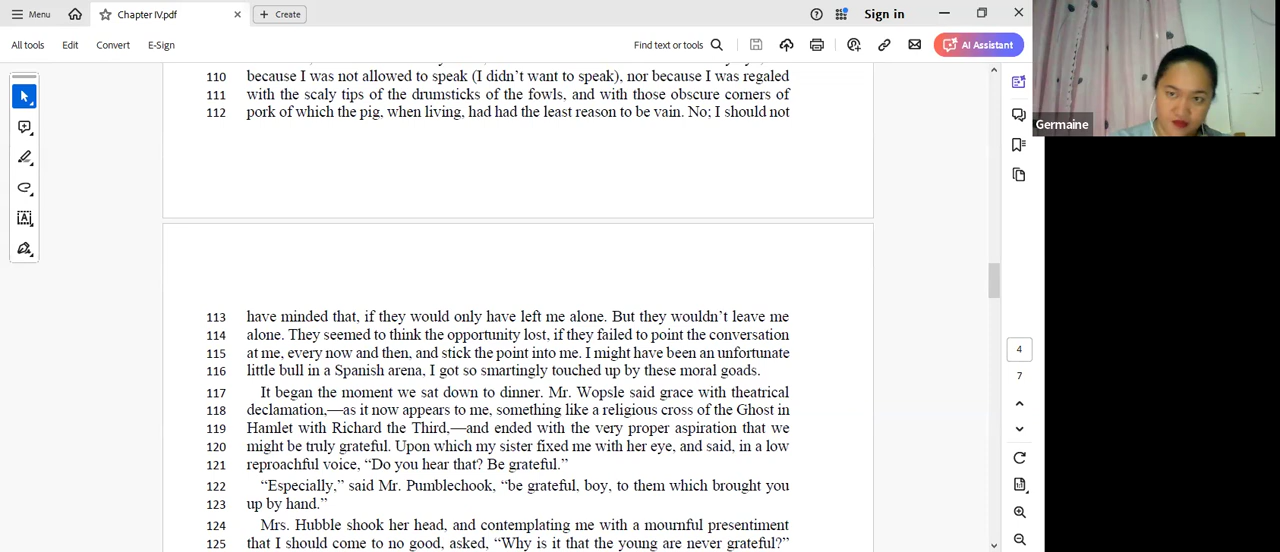 Menu
Chapter IV.pdf
Create
Sign in
All tools
Edit
Convert
E-Sign
Find text or tools
AI Assistant
110 because I was not allowed to speak (I didn't want to speak), nor because I was regaled
111 with the scaly tips of the drumsticks of the fowls, and with those obscure corners of
112 pork of which the pig, when living, had had the least reason to be vain. No; I should not
113 have minded that, if they would only have left me alone. But they wouldn't leave me
114 alone. They seemed to think the opportunity lost, if they failed to point the conversation
115 at me, every now and then, and stick the point into me. I might have been an unfortunate
116 little bull in a Spanish arena, I got so smartingly touched up by these moral goads.
117 It began the moment we sat down to dinner. Mr. Wopsle said grace with theatrical
118 declamation,—as it now appears to me, something like a religious cross of the Ghost in
119 Hamlet with Richard the Third,—and ended with the very proper aspiration that we
120 might be truly grateful. Upon which my sister fixed me with her eye, and said, in a low
121 reproachful voice, “Do you hear that? Be grateful.”
122 “Especially,” said Mr. Pumblechook, “be grateful, boy, to them which brought you
123 up by hand.”
124 Mrs. Hubble shook her head, and contemplating me with a mournful presentiment
125 that I should come to no good, asked, “Why is it that the young are never grateful?”
4
7
Germaine